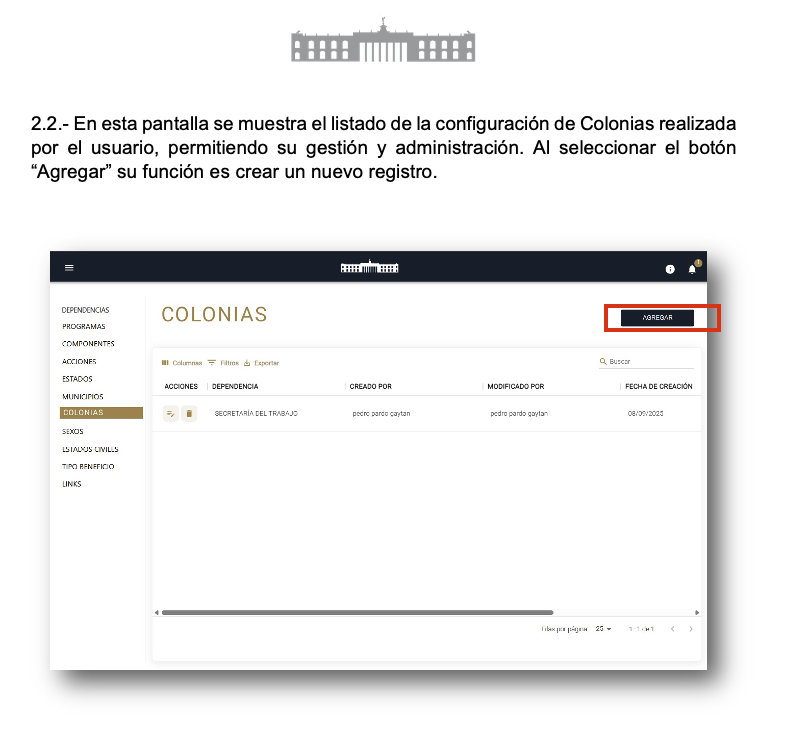 2.2.- En esta pantalla se muestra el listado de la configuración de Colonias realizada
por el usuario, permitiendo su gestión y administración. Al seleccionar el botón
“Agregar” su función es crear un nuevo registro.
DEPENDENCIAS
PROGRAMAS
COMPONENTES
ACCIONES
ESTADOS
MUNICIPIOS
COLONIAS
SEXOS
ESTADOS CIVILES
TIPO BENEFICIO
LINKS
COLONIAS
AGREGAR
Columnas Filtros Exportar
Buscar
ACCIONES DEPENDENCIA CREADO POR MODIFICADO POR FECHA DE CREACIÓN
SECRETARÍA DEL TRABAJO pedro pardo gaytan pedro pardo gaytan 08/09/2025
Filas por página 25 1–1 de 1